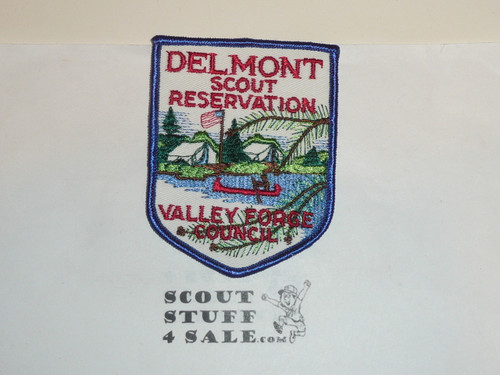 DELMONT
SCOUT
RESERVATION
VALLEY FORGE
COUNCIL
SCOUT
STUFF
4 SALE.com